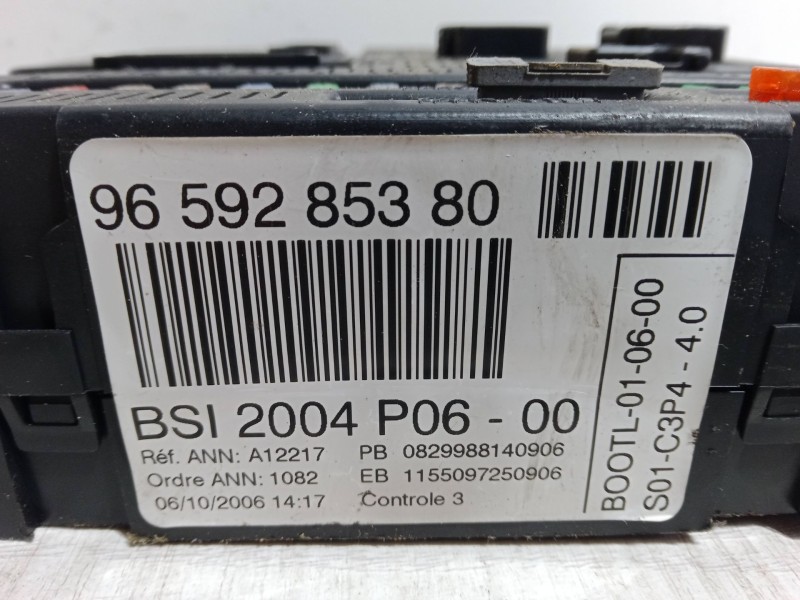 96 592 853 80
BSI 2004 P06 - 00
Réf. ANN: A12217 PB 0829988140906
Ordre ANN: 1082 EB 1155097250906
06/10/2006 14:17 Controle 3
BOOTL-01-06-00
S01-C3P4 - 4.0